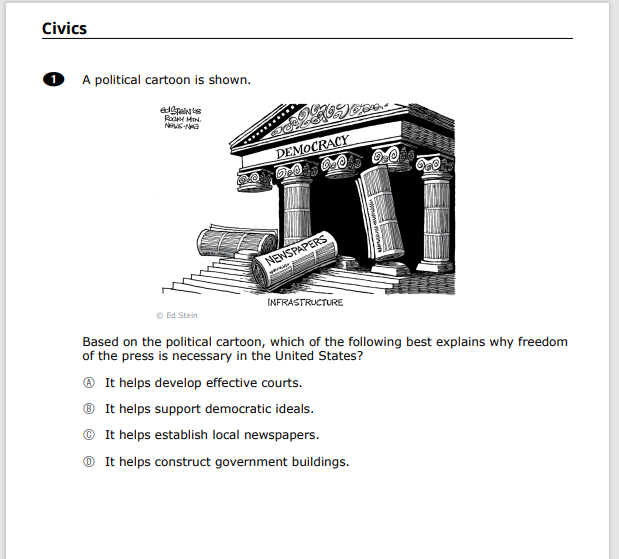 Civics
1 A political cartoon is shown.
ed Stein '08
Rocky Mtn.
News-NEA
DEMOCRACY
NEWSPAPERS
INFRASTRUCTURE
© Ed Stein
Based on the political cartoon, which of the following best explains why freedom
of the press is necessary in the United States?
Ⓐ It helps develop effective courts.
Ⓑ It helps support democratic ideals.
Ⓒ It helps establish local newspapers.
Ⓓ It helps construct government buildings.